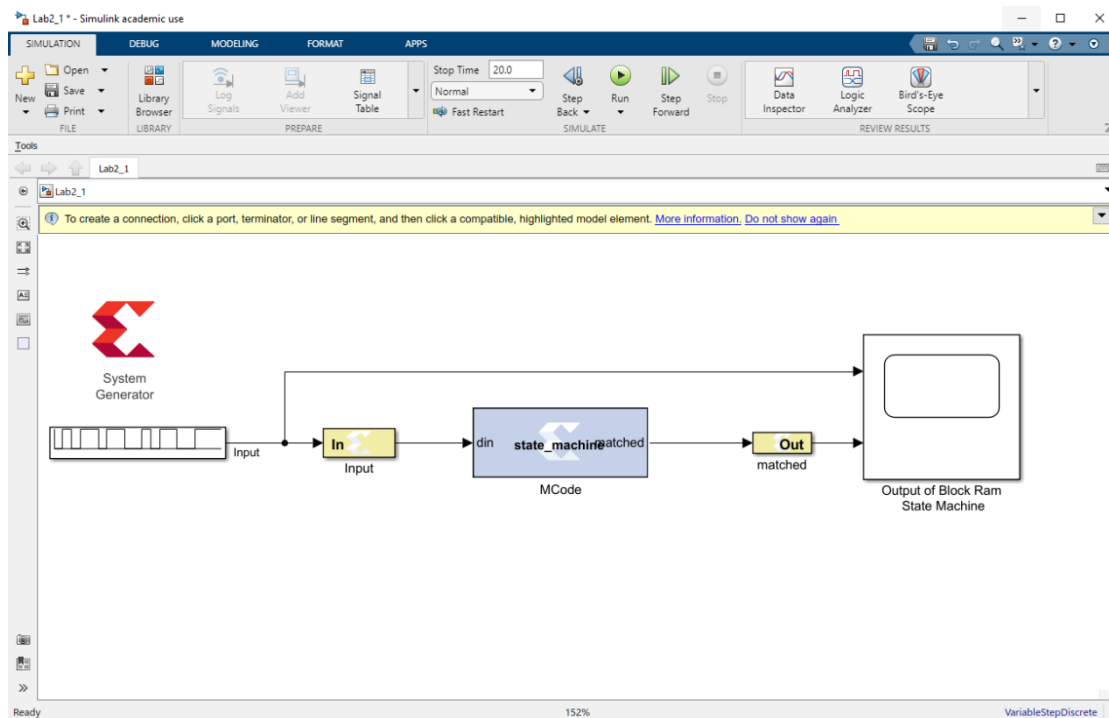 Lab2_1 * - Simulink academic use
SIMULATION DEBUG MODELING FORMAT APPS
New
Open
Save
Print
FILE
Library
Browser
LIBRARY
Log
Signals
Add
Viewer
Signal
Table
PREPARE
Stop Time 20.0
Normal
Fast Restart
Step
Back
Run
Step
Forward
Stop
SIMULATE
Data
Inspector
Logic
Analyzer
Bird's-Eye
Scope
REVIEW RESULTS
Tools
Lab2_1
Lab2_1
To create a connection, click a port, terminator, or line segment, and then click a compatible, highlighted model element. More information. Do not show again
System
Generator
Input
In
Input
din state_machine matched
MCode
Out
matched
Output of Block Ram
State Machine
Ready 152% VariableStepDiscrete